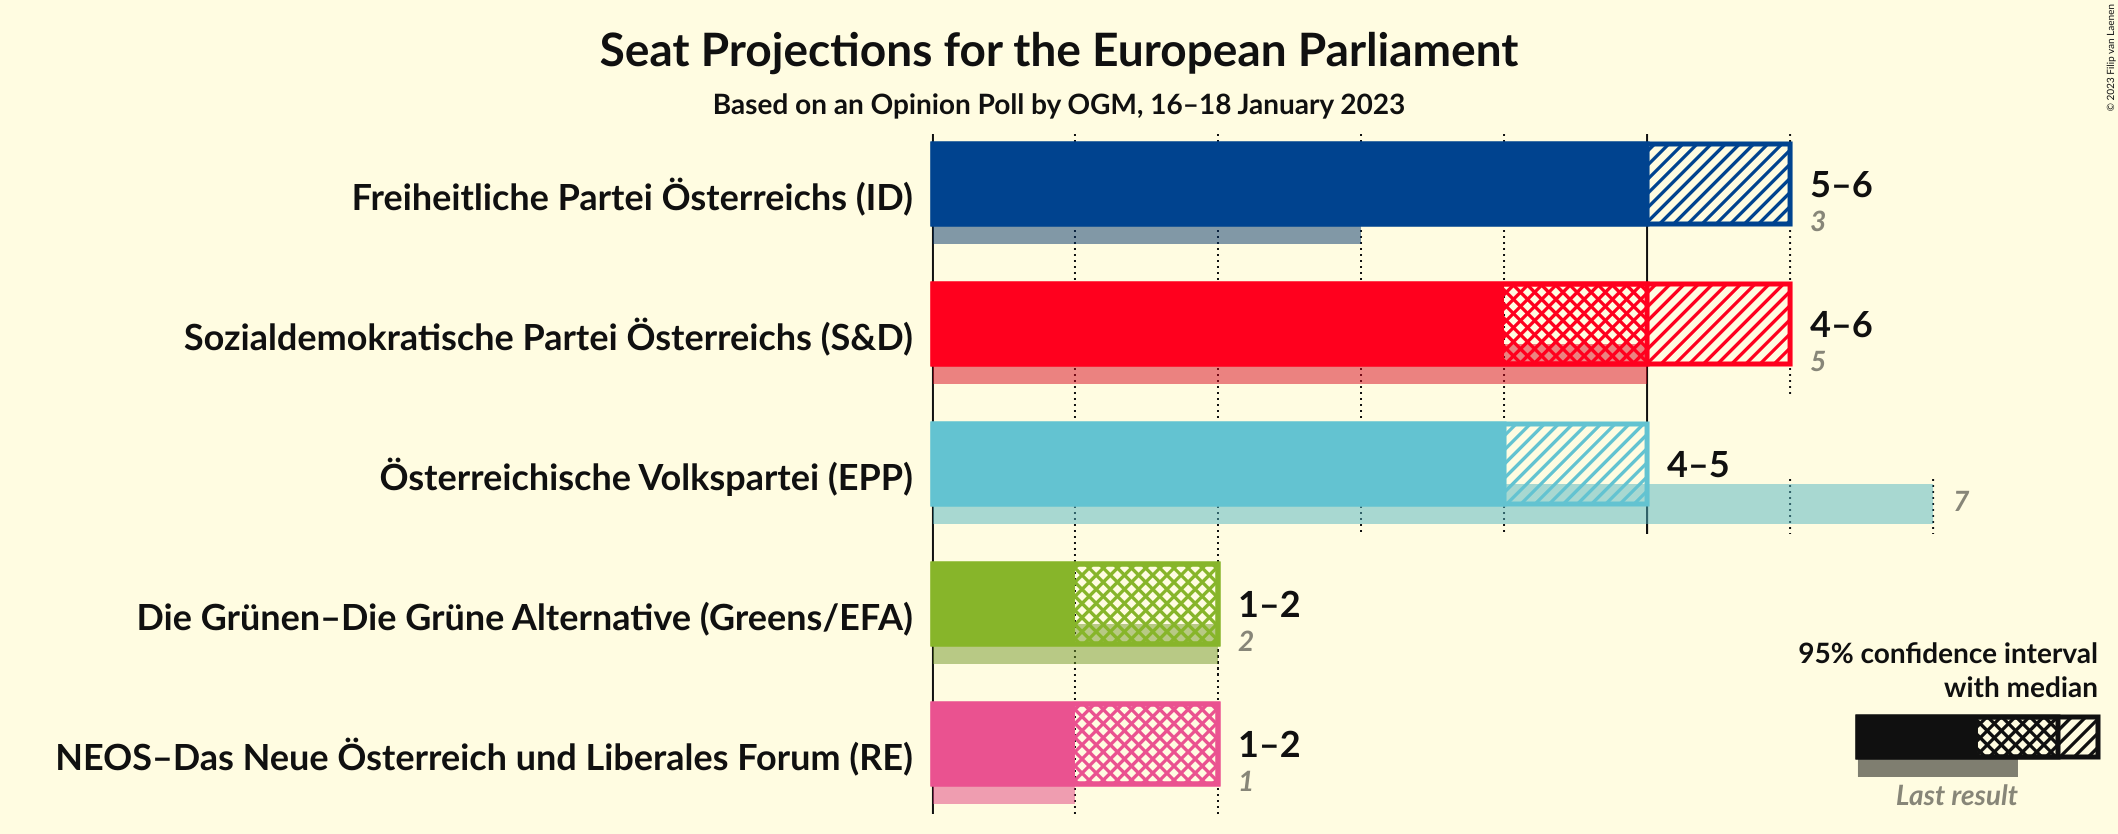 Seat Projections for the European Parliament
Based on an Opinion Poll by OGM, 16–18 January 2023
© 2023 Filip van Laenen
Freiheitliche Partei Österreichs (ID)
5–6
3
Sozialdemokratische Partei Österreichs (S&D)
4–6
5
Österreichische Volkspartei (EPP)
4–5
7
Die Grünen–Die Grüne Alternative (Greens/EFA)
1–2
2
NEOS–Das Neue Österreich und Liberales Forum (RE)
1–2
1
95% confidence interval
with median
Last result